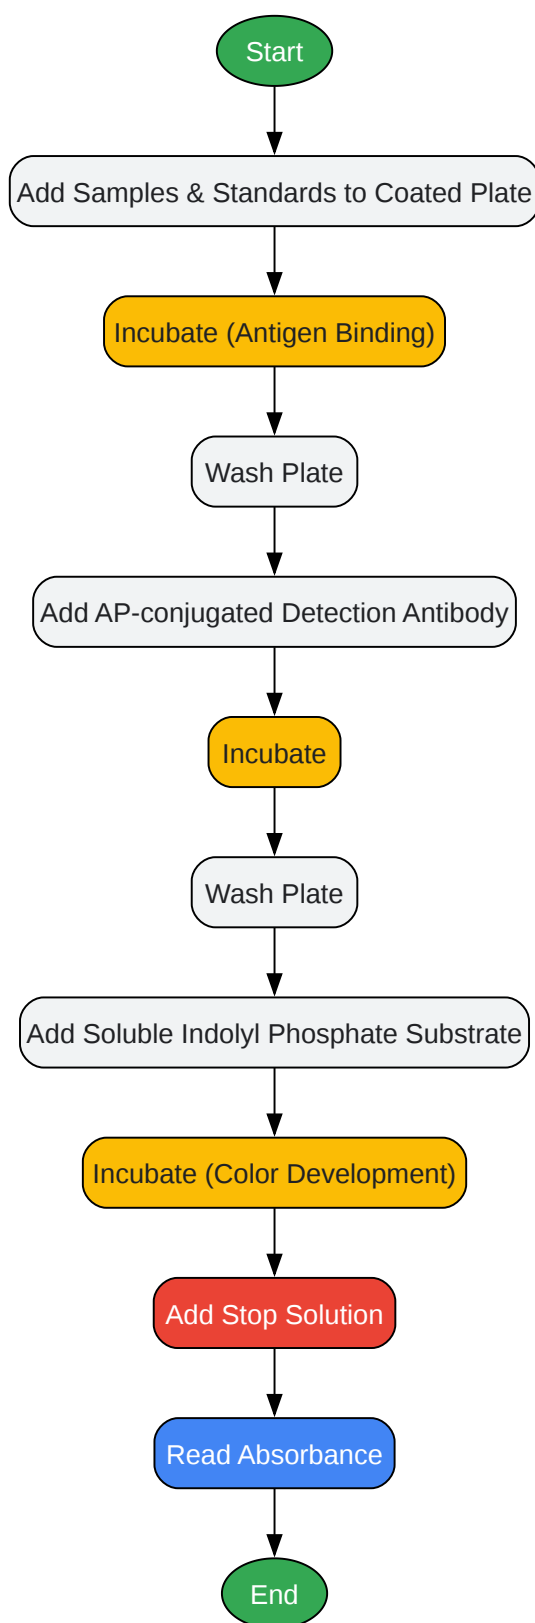 Start
Add Samples & Standards to Coated Plate
Incubate (Antigen Binding)
Wash Plate
Add AP-conjugated Detection Antibody
Incubate
Wash Plate
Add Soluble Indolyl Phosphate Substrate
Incubate (Color Development)
Add Stop Solution
Read Absorbance
End